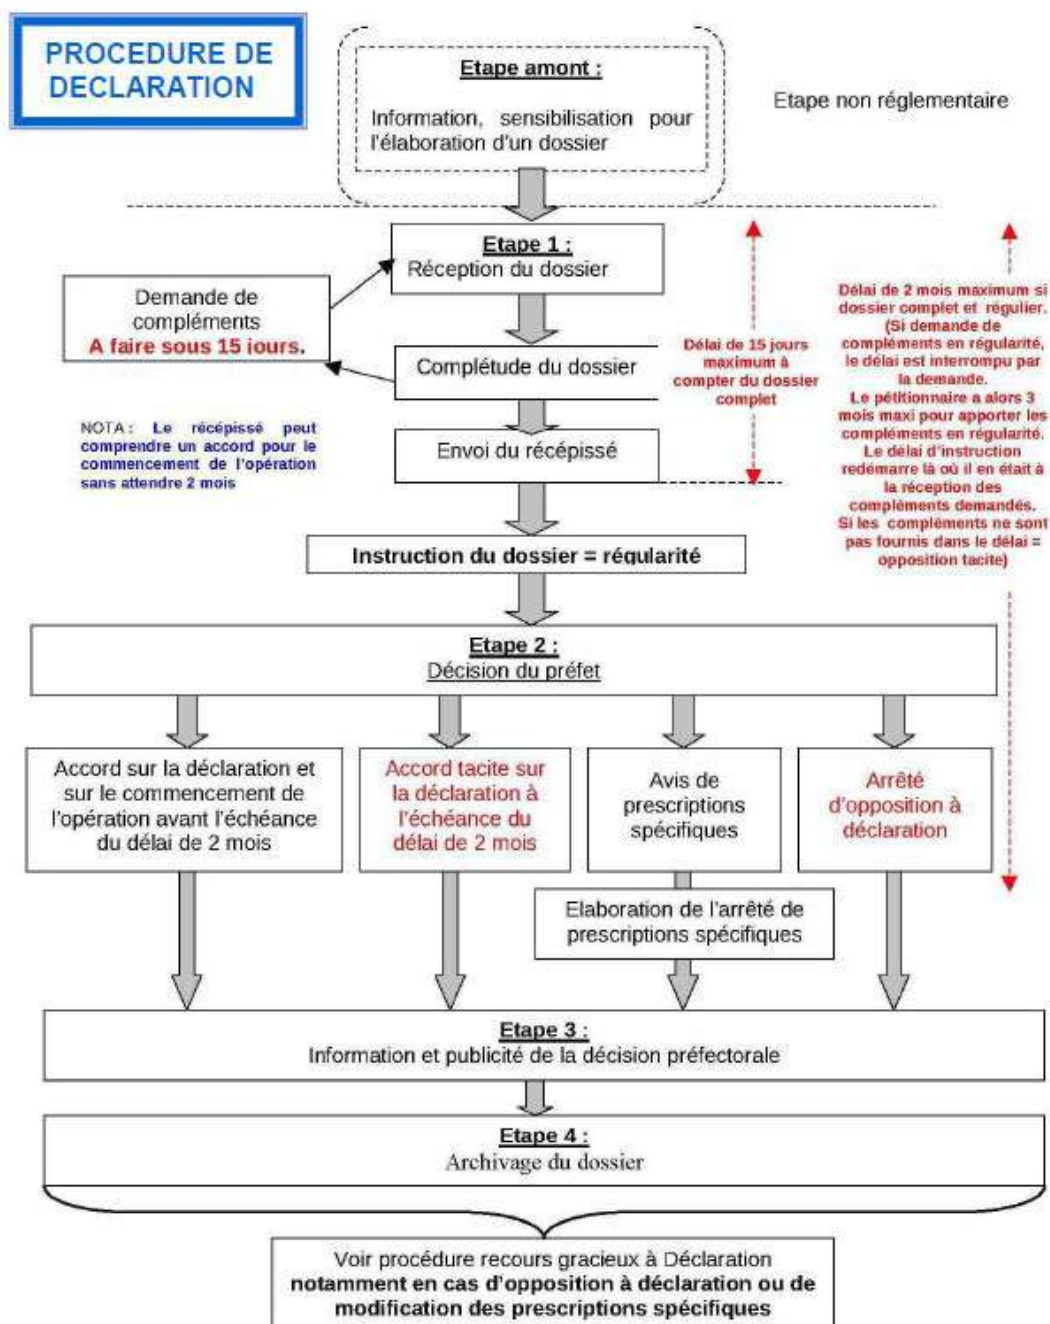 PROCEDURE DE
DECLARATION
Etape amont :
Information, sensibilisation pour
l'élaboration d'un dossier
Etape non réglementaire
Etape 1 :
Réception du dossier
Demande de
compléments
A faire sous 15 jours.
Complétude du dossier
Envoi du récépissé
NOTA : Le récépissé peut
comprendre un accord pour le
commencement de l'opération
sans attendre 2 mois
Délai de 15 jours
maximum à
compter du dossier
complet
Délai de 2 mois maximum si
dossier complet et régulier.
(Si demande de
compléments en régularité,
le délai est interrompu par
la demande.
Le pétitionnaire a alors 3
mois maxi pour apporter les
compléments en régularité.
Le délai d'instruction
redémarre là où il en était à
la réception des
compléments demandés.
Si les compléments ne sont
pas fournis dans le délai =
opposition tacite)
Instruction du dossier = régularité
Etape 2 :
Décision du préfet
Accord sur la déclaration et
sur le commencement de
l'opération avant l'échéance
du délai de 2 mois
Accord tacite sur
la déclaration à
l'échéance du
délai de 2 mois
Avis de
prescriptions
spécifiques
Arrêté
d'opposition à
déclaration
Elaboration de l'arrêté de
prescriptions spécifiques
Etape 3 :
Information et publicité de la décision préfectorale
Etape 4 :
Archivage du dossier
Voir procédure recours gracieux à Déclaration
notamment en cas d'opposition à déclaration ou de
modification des prescriptions spécifiques